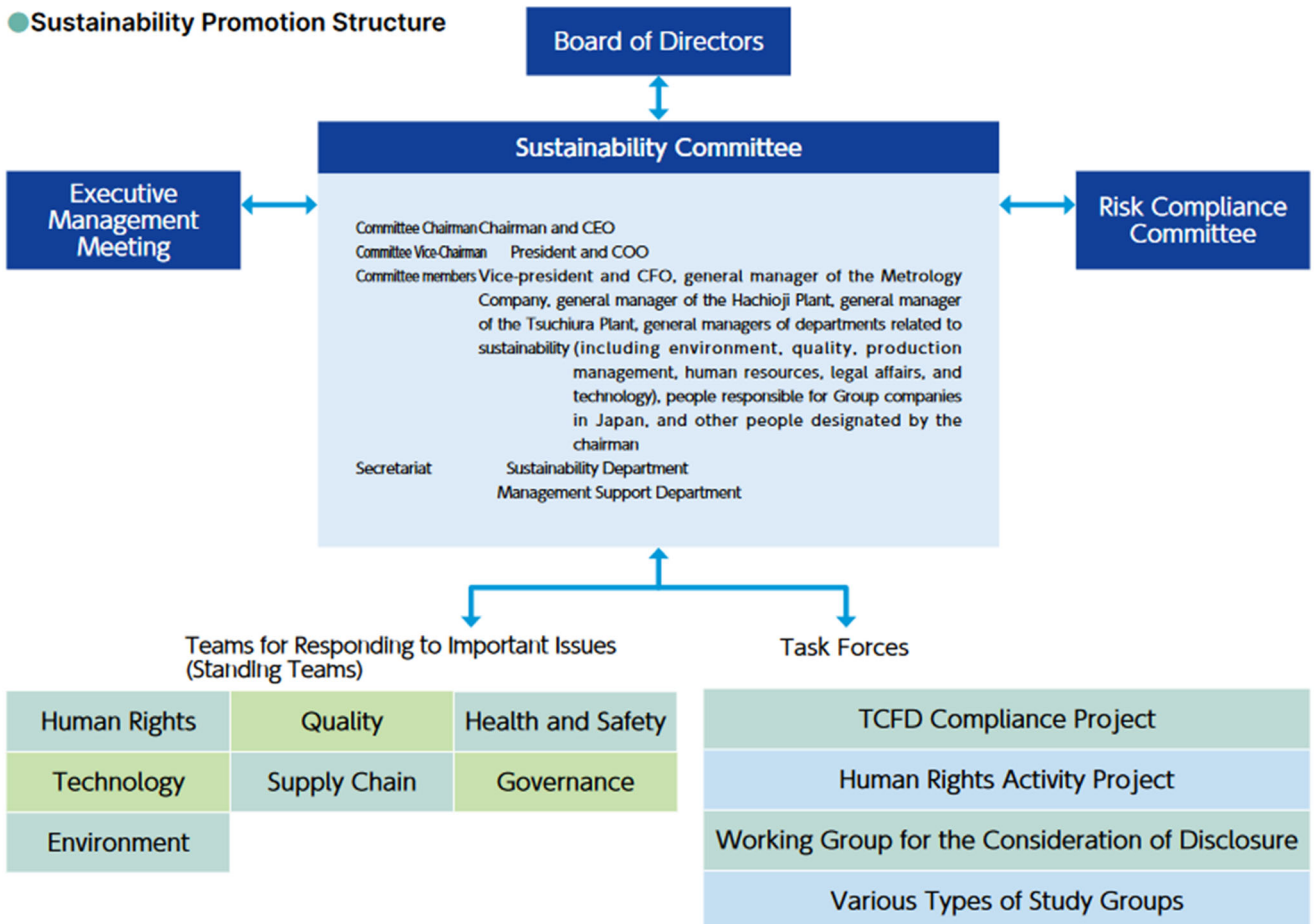 Sustainability Promotion Structure
Board of Directors
Sustainability Committee
Executive
Management
Meeting
Risk Compliance
Committee
Committee Chairman Chairman and CEO
Committee Vice-Chairman President and COO
Committee members Vice-president and CFO, general manager of the Metrology
Company, general manager of the Hachioji Plant, general manager
of the Tsuchiura Plant, general managers of departments related to
sustainability (including environment, quality, production
management, human resources, legal affairs, and
technology), people responsible for Group companies
in Japan, and other people designated by the
chairman
Secretariat Sustainability Department
Management Support Department
Teams for Responding to Important Issues
(Standing Teams)
Task Forces
Human Rights Quality Health and Safety
Technology Supply Chain Governance
Environment
TCFD Compliance Project
Human Rights Activity Project
Working Group for the Consideration of Disclosure
Various Types of Study Groups